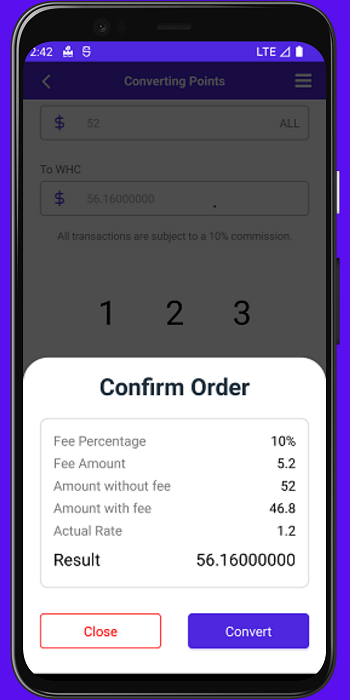 2:42 LTE
Converting Points
$ 52 ALL
To WHC
$ 56.16000000
All transactions are subject to a 10% commission.
1 2 3
Confirm Order
Fee Percentage 10%
Fee Amount 5.2
Amount without fee 52
Amount with fee 46.8
Actual Rate 1.2
Result 56.16000000
Close Convert